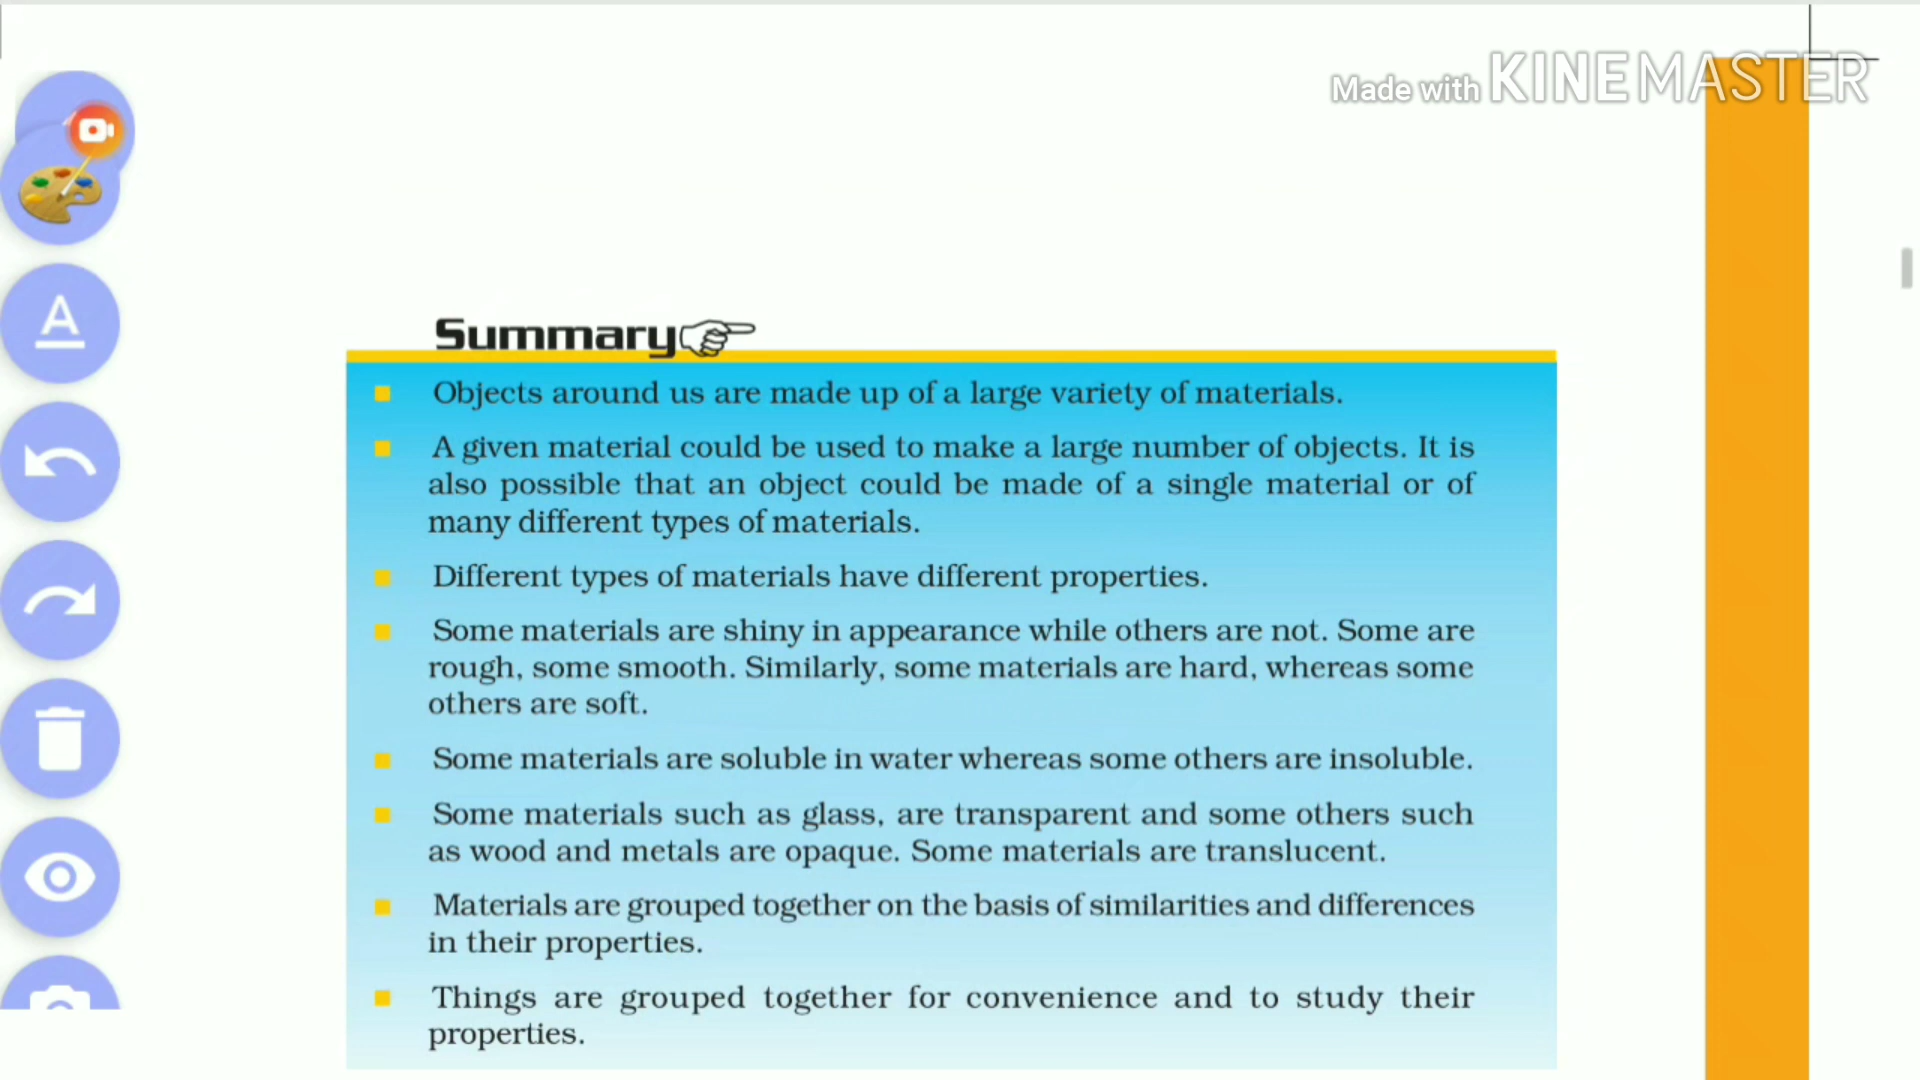 Made with KINEMASTER
A
Summary
Objects around us are made up of a large variety of materials.
A given material could be used to make a large number of objects. It is
also possible that an object could be made of a single material or of
many different types of materials.
Different types of materials have different properties.
Some materials are shiny in appearance while others are not. Some are
rough, some smooth. Similarly, some materials are hard, whereas some
others are soft.
Some materials are soluble in water whereas some others are insoluble.
Some materials such as glass, are transparent and some others such
as wood and metals are opaque. Some materials are translucent.
Materials are grouped together on the basis of similarities and differences
in their properties.
Things are grouped together for convenience and to study their
properties.